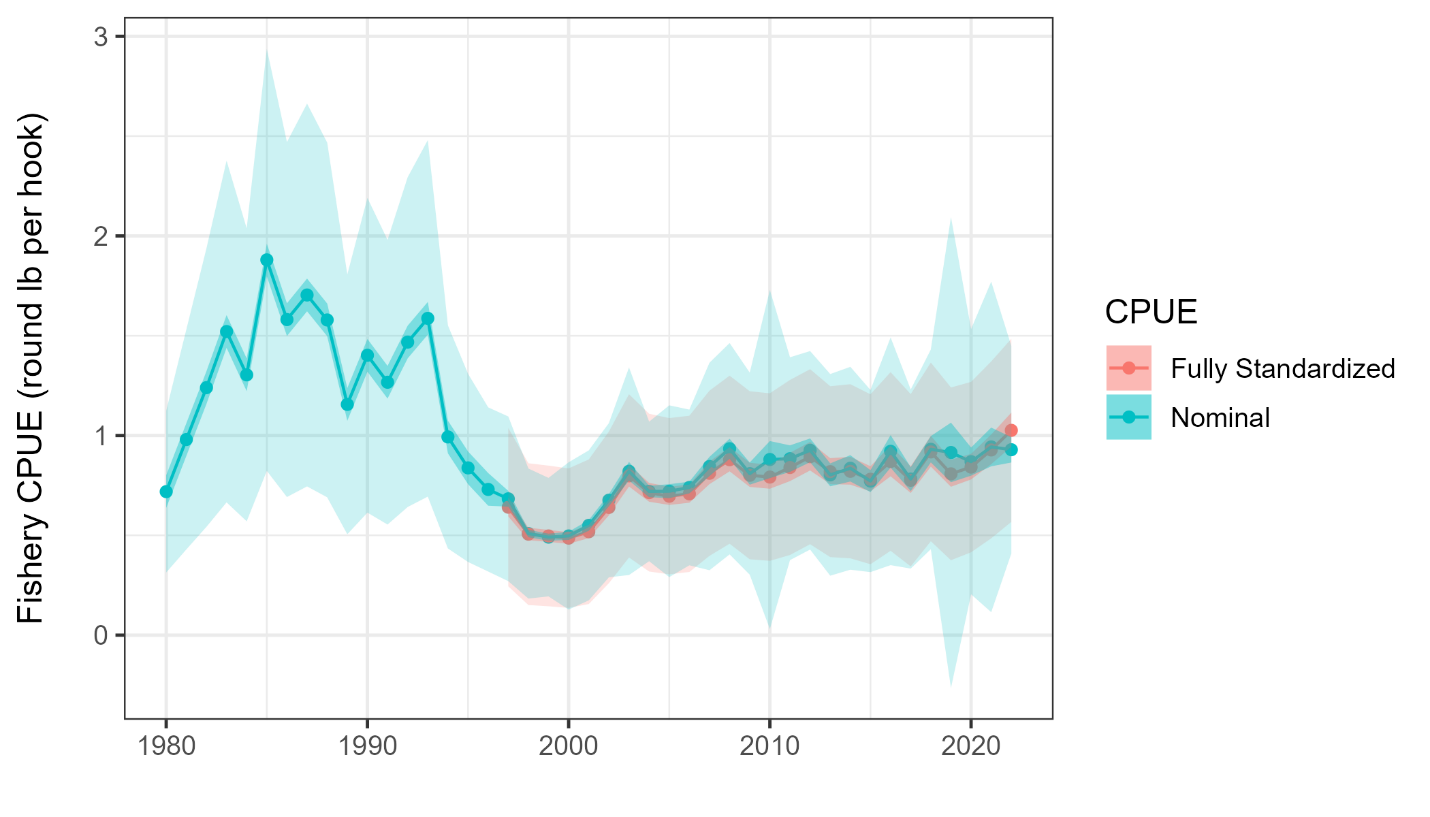 Fishery CPUE (round lb per hook)
3
2
1
0
1980
1990
2000
2010
2020
CPUE
Fully Standardized
Nominal